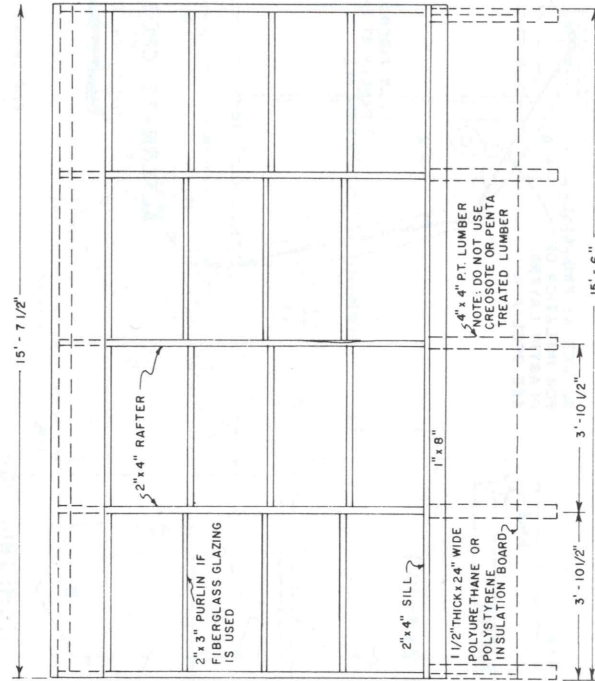 15' - 7 1/2"
2"x 4" RAFTER
2"x 3" PURLIN IF
FIBERGLASS GLAZING
IS USED
2"x4" SILL
1"x 8"
4"x 4" P.T. LUMBER
NOTE: DO NOT USE
CREOSOTE OR PENTA
TREATED LUMBER
1 1/2" THICK x 24" WIDE
POLYURETHANE OR
POLYSTYRENE
INSULATION BOARD
3' - 10 1/2"
3' - 10 1/2"
15' - 6"